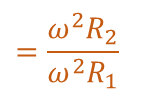 = ω²R₂ / ω²R₁